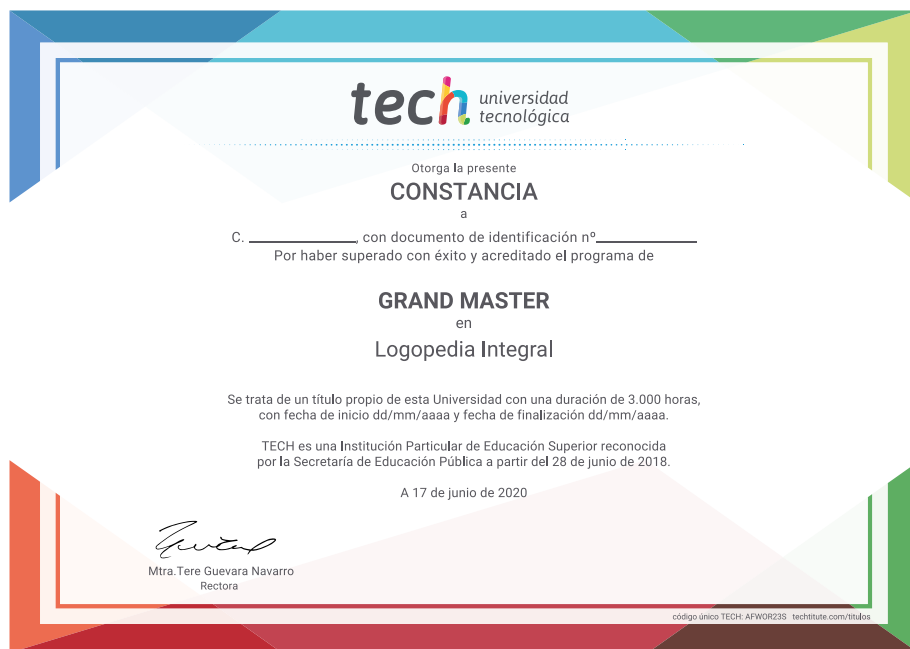 tech universidad
tecnológica
Otorga la presente
CONSTANCIA
a
C. ____________, con documento de identificación nº____________
Por haber superado con éxito y acreditado el programa de
GRAND MASTER
en
Logopedia Integral
Se trata de un título propio de esta Universidad con una duración de 3.000 horas,
con fecha de inicio dd/mm/aaaa y fecha de finalización dd/mm/aaaa.
TECH es una Institución Particular de Educación Superior reconocida
por la Secretaría de Educación Pública a partir del 28 de junio de 2018.
A 17 de junio de 2020
Mtra.Tere Guevara Navarro
Rectora
código único TECH: AFWOR23S techtitute.com/titulos